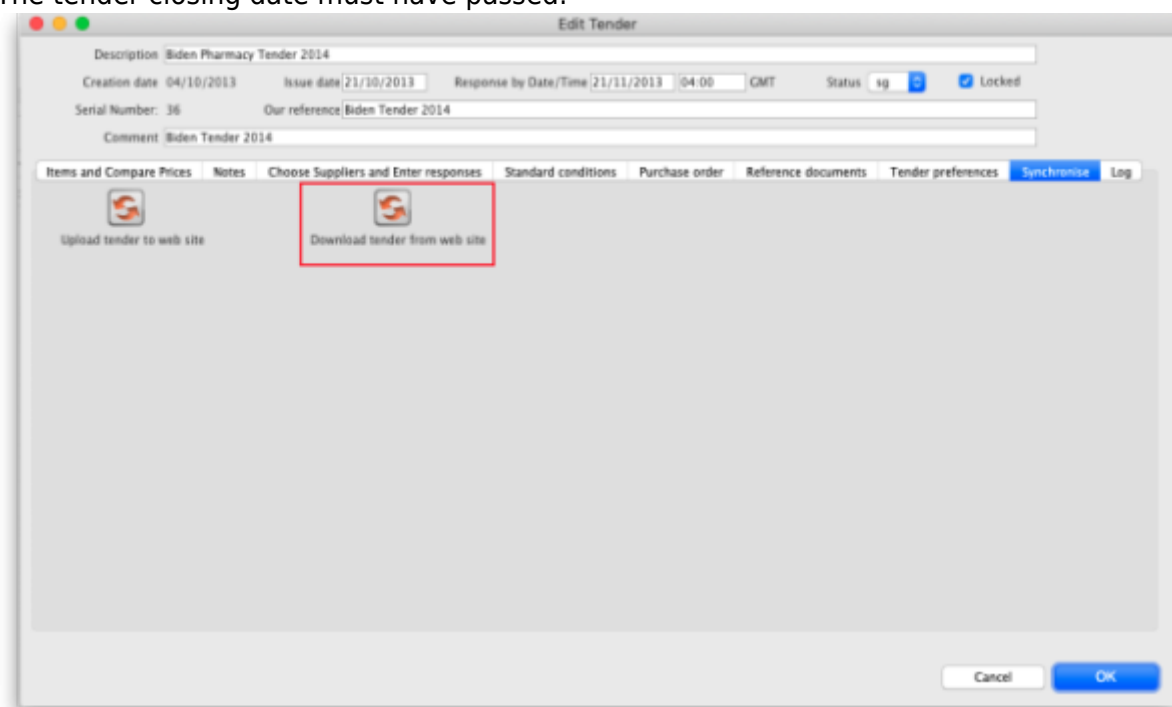 The tender closing date must have passed.
Edit Tender
Description Biden Pharmacy Tender 2014
Creation date 04/10/2013 Issue date 21/10/2013 Response by Date/Time 21/11/2013 04:00 GMT Status sg Locked
Serial Number: 36 Our reference Biden Tender 2014
Comment Biden Tender 2014
Items and Compare Prices Notes Choose Suppliers and Enter responses Standard conditions Purchase order Reference documents Tender preferences Synchronise Log
Upload tender to web site Download tender from web site
Cancel OK